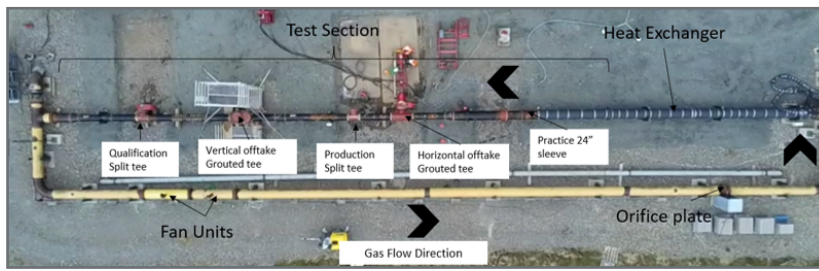 Test Section
Heat Exchanger
Qualification
Split tee
Vertical offtake
Grouted tee
Production
Split tee
Horizontal offtake
Grouted tee
Practice 24"
sleeve
Fan Units
Orifice plate
Gas Flow Direction